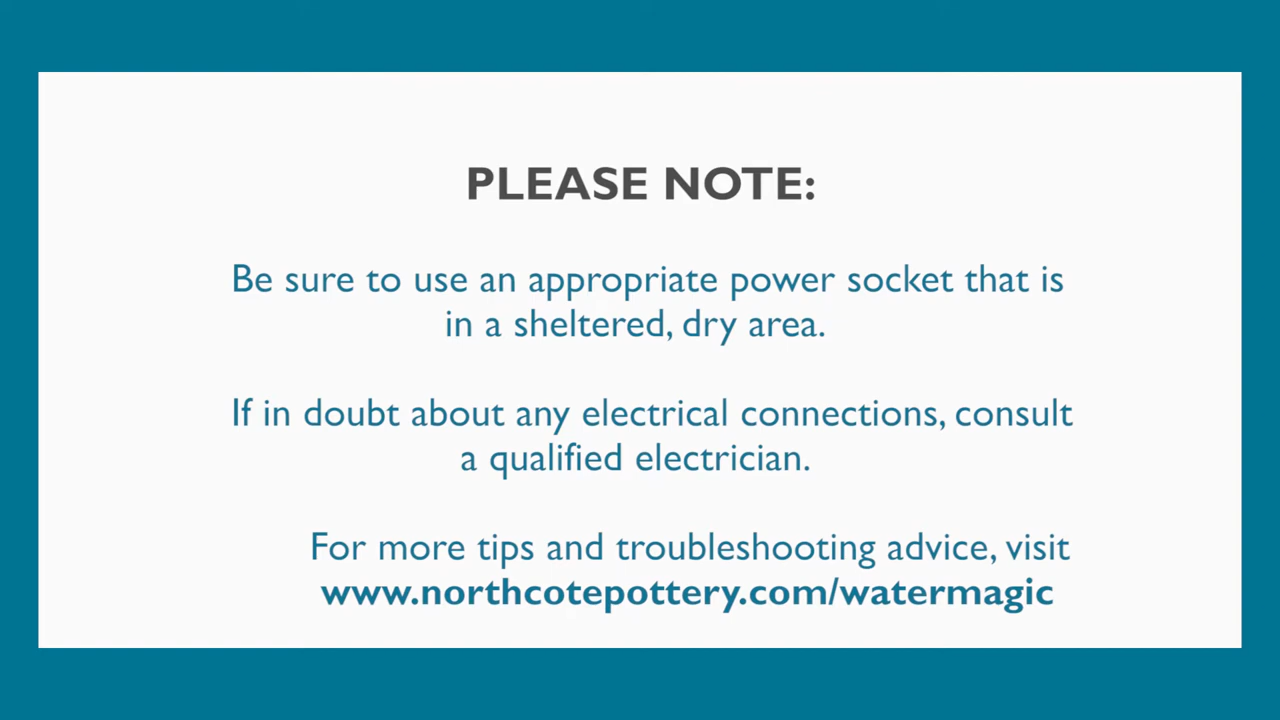 PLEASE NOTE:
Be sure to use an appropriate power socket that is
in a sheltered, dry area.
If in doubt about any electrical connections, consult
a qualified electrician.
For more tips and troubleshooting advice, visit
www.northcotepottery.com/watermagic